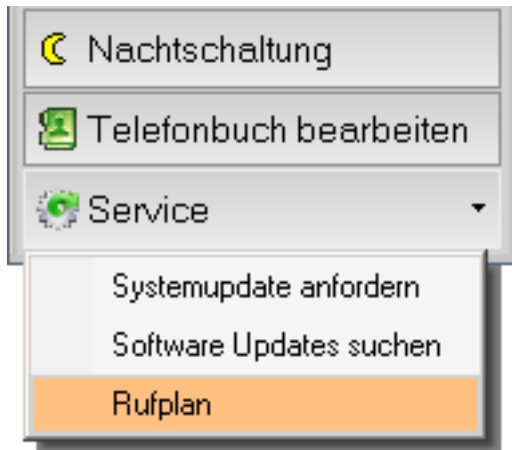 Nachtschaltung
Telefonbuch bearbeiten
Service
Systemupdate anfordern
Software Updates suchen
Rufplan